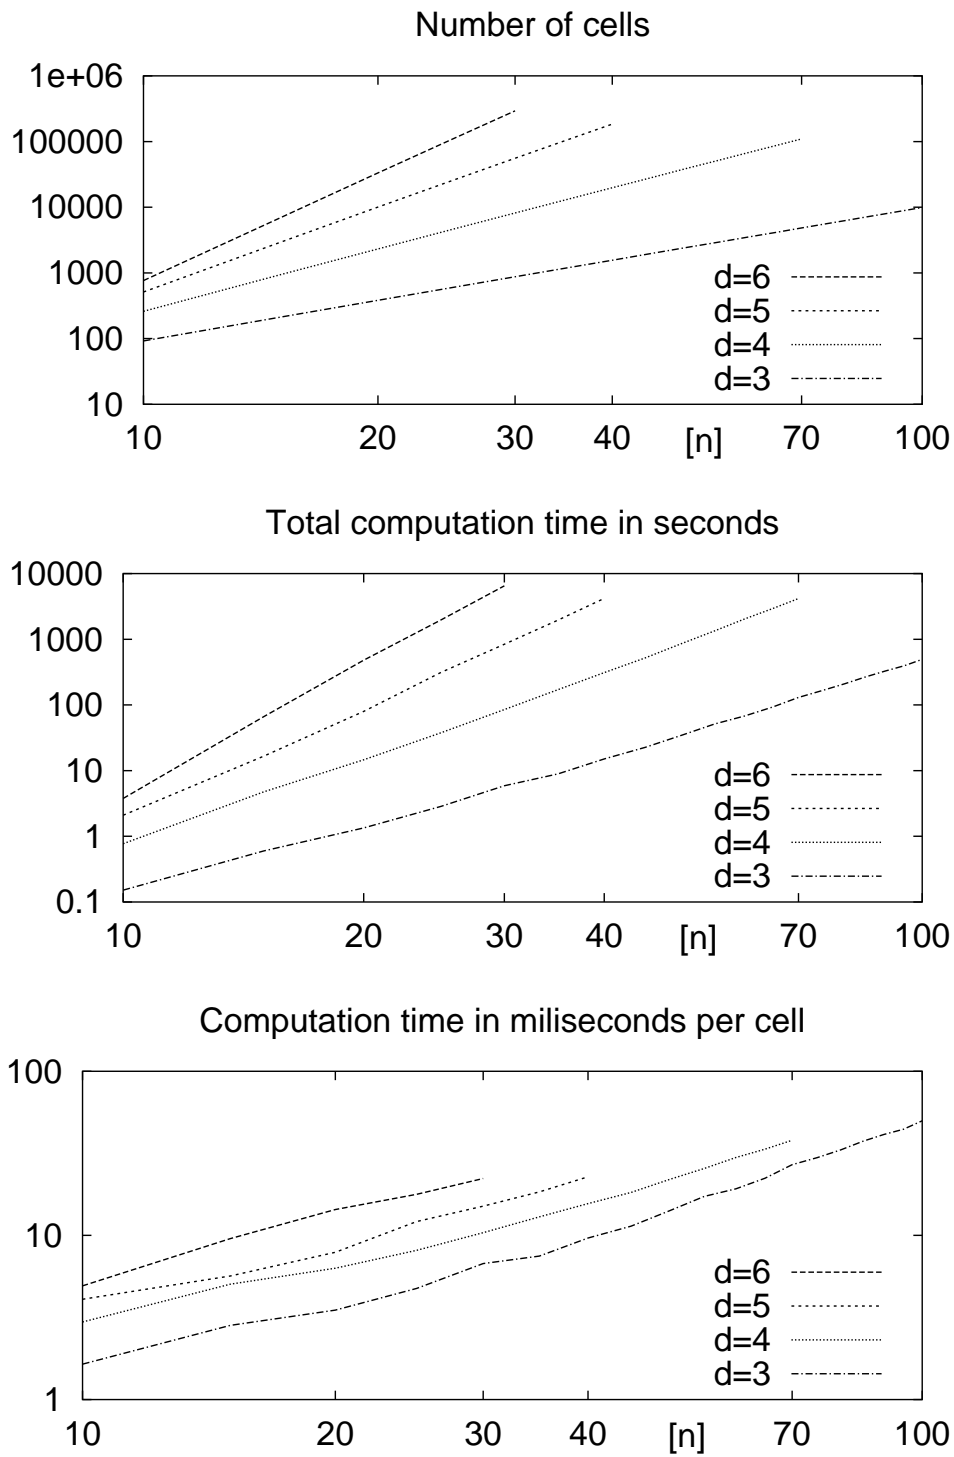 Number of cells
1e+06
100000
10000
1000
100
10
d=6
d=5
d=4
d=3
10 20 30 40 [n] 70 100
Total computation time in seconds
10000
1000
100
10
1
0.1
d=6
d=5
d=4
d=3
10 20 30 40 [n] 70 100
Computation time in miliseconds per cell
100
10
1
d=6
d=5
d=4
d=3
10 20 30 40 [n] 70 100